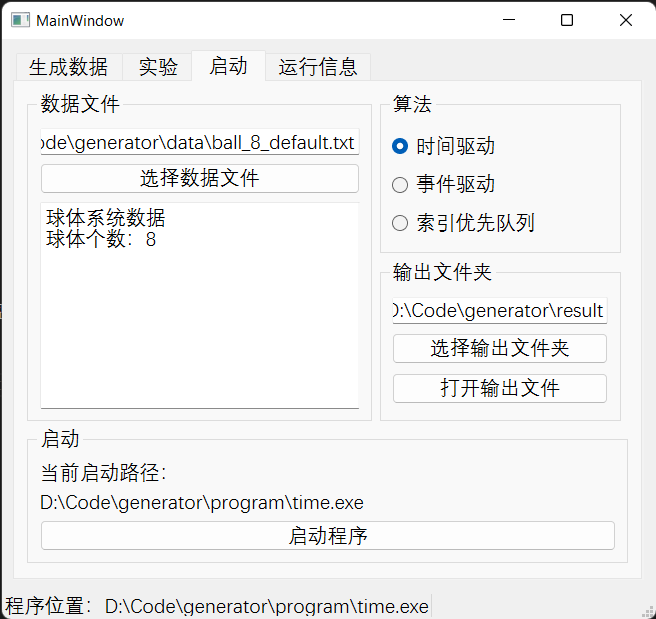 MainWindow
生成数据 实验 启动 运行信息
数据文件
ode\generator\data\ball_8_default.txt
选择数据文件
球体系统数据
球体个数：8
算法
时间驱动
事件驱动
索引优先队列
输出文件夹
D:\Code\generator\result
选择输出文件夹
打开输出文件
启动
当前启动路径：
D:\Code\generator\program\time.exe
启动程序
程序位置：D:\Code\generator\program\time.exe